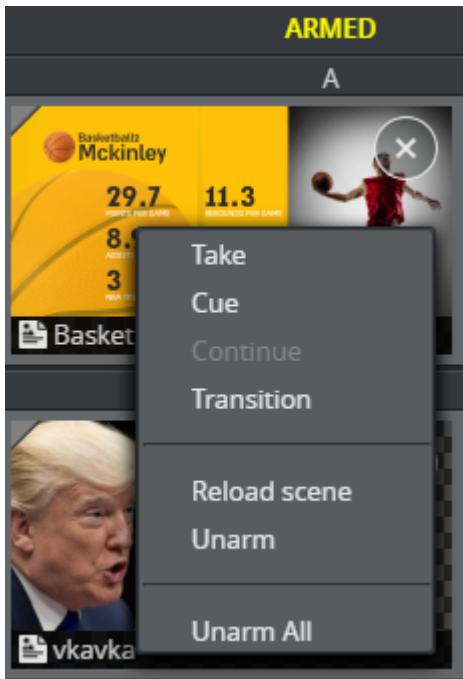 ARMED
A
Basketballz
Mckinley
29.7 11.3
POINTS PER GAME REBOUNDS PER GAME
8.
3
Take
Cue
Continue
Transition
Basket
Reload scene
Unarm
Unarm All
vkavka